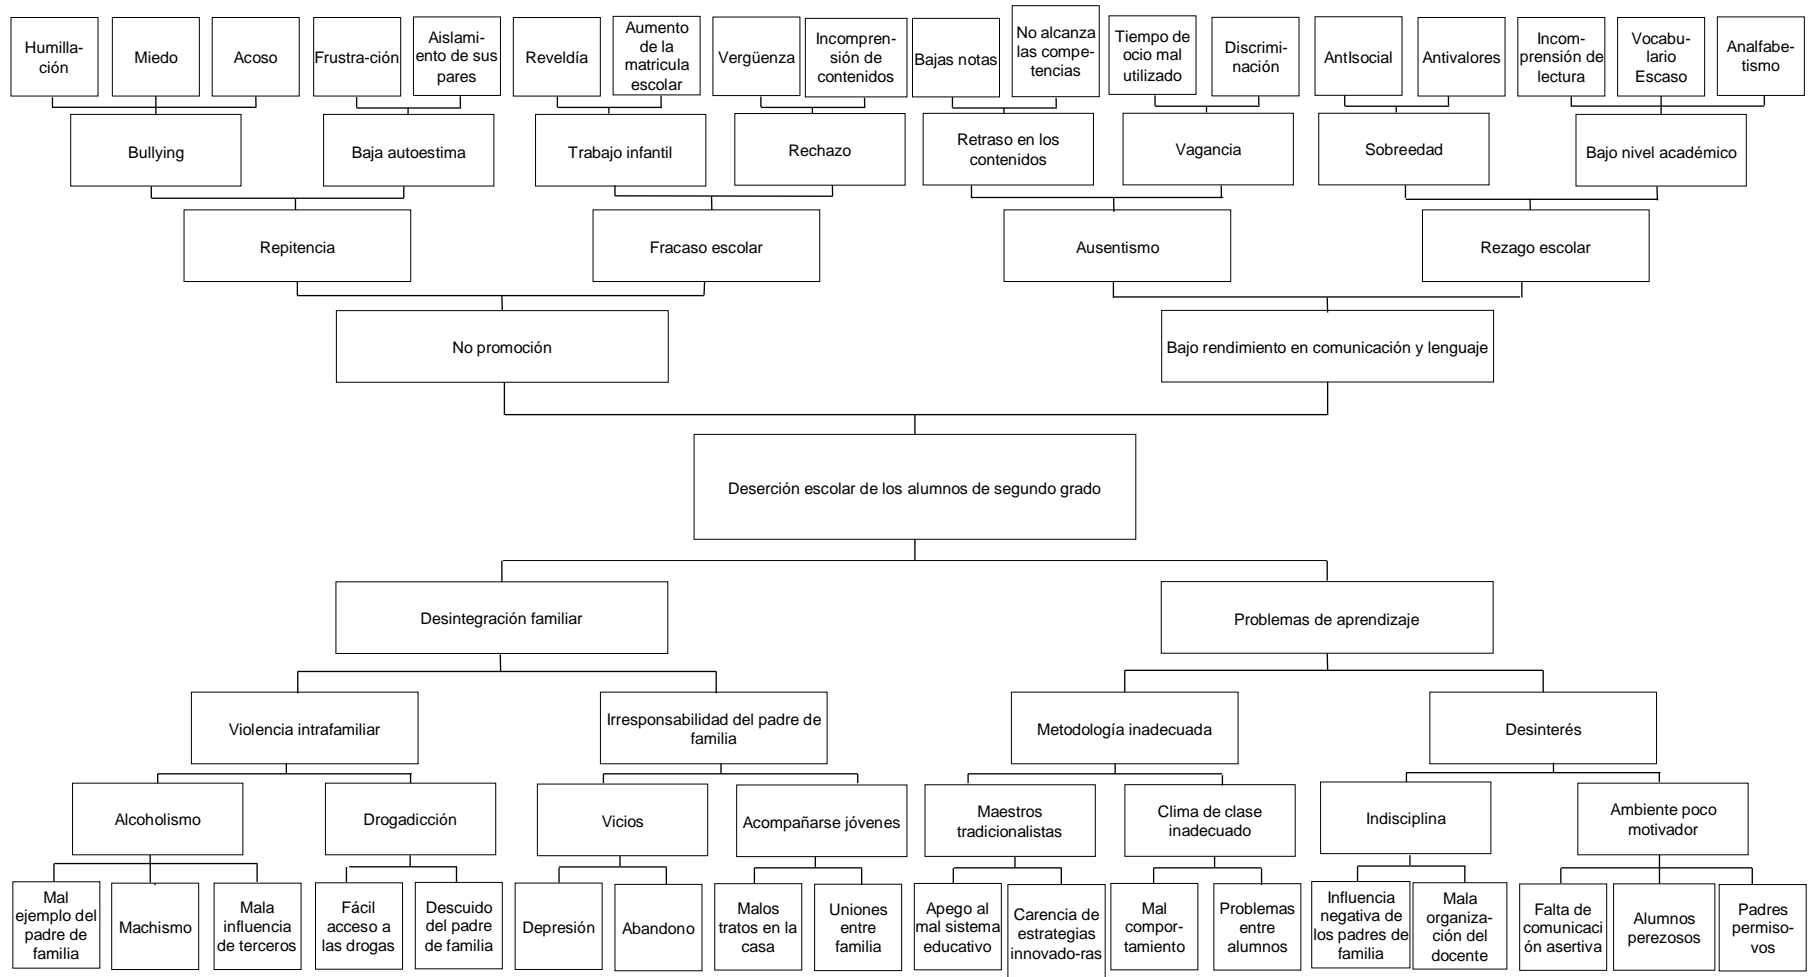 Humilla-
ción
Miedo
Acoso
Frustra-ción
Aislami-
ento de sus
pares
Reveldía
Aumento
de la
matricula
escolar
Vergüenza
Incompren-
sión de
contenidos
Bajas notas
No alcanza
las compe-
tencias
Tiempo de
ocio mal
utilizado
Discrimi-
nación
AntIsocial
Antivalores
Incom-
prensión de
lectura
Vocabu-
lario
Escaso
Analfabe-
tismo
Bullying
Baja autoestima
Trabajo infantil
Rechazo
Retraso en los
contenidos
Vagancia
Sobreedad
Bajo nivel académico
Repitencia
Fracaso escolar
Ausentismo
Rezago escolar
No promoción
Bajo rendimiento en comunicación y lenguaje
Deserción escolar de los alumnos de segundo grado
Desintegración familiar
Problemas de aprendizaje
Violencia intrafamiliar
Irresponsabilidad del padre de
familia
Metodología inadecuada
Desinterés
Alcoholismo
Drogadicción
Vicios
Acompañarse jóvenes
Maestros
tradicionalistas
Clima de clase
inadecuado
Indisciplina
Ambiente poco
motivador
Mal
ejemplo del
padre de
familia
Machismo
Mala
influencia
de terceros
Fácil
acceso a
las drogas
Descuido
del padre
de familia
Depresión
Abandono
Malos
tratos en la
casa
Uniones
entre
familia
Apego al
mal sistema
educativo
Carencia de
estrategias
innovado-ras
Mal
compor-
tamiento
Problemas
entre
alumnos
Influencia
negativa de
los padres de
familia
Mala
organiza-
ción del
docente
Falta de
comunicaci
ón asertiva
Alumnos
perezosos
Padres
permiso-
vos